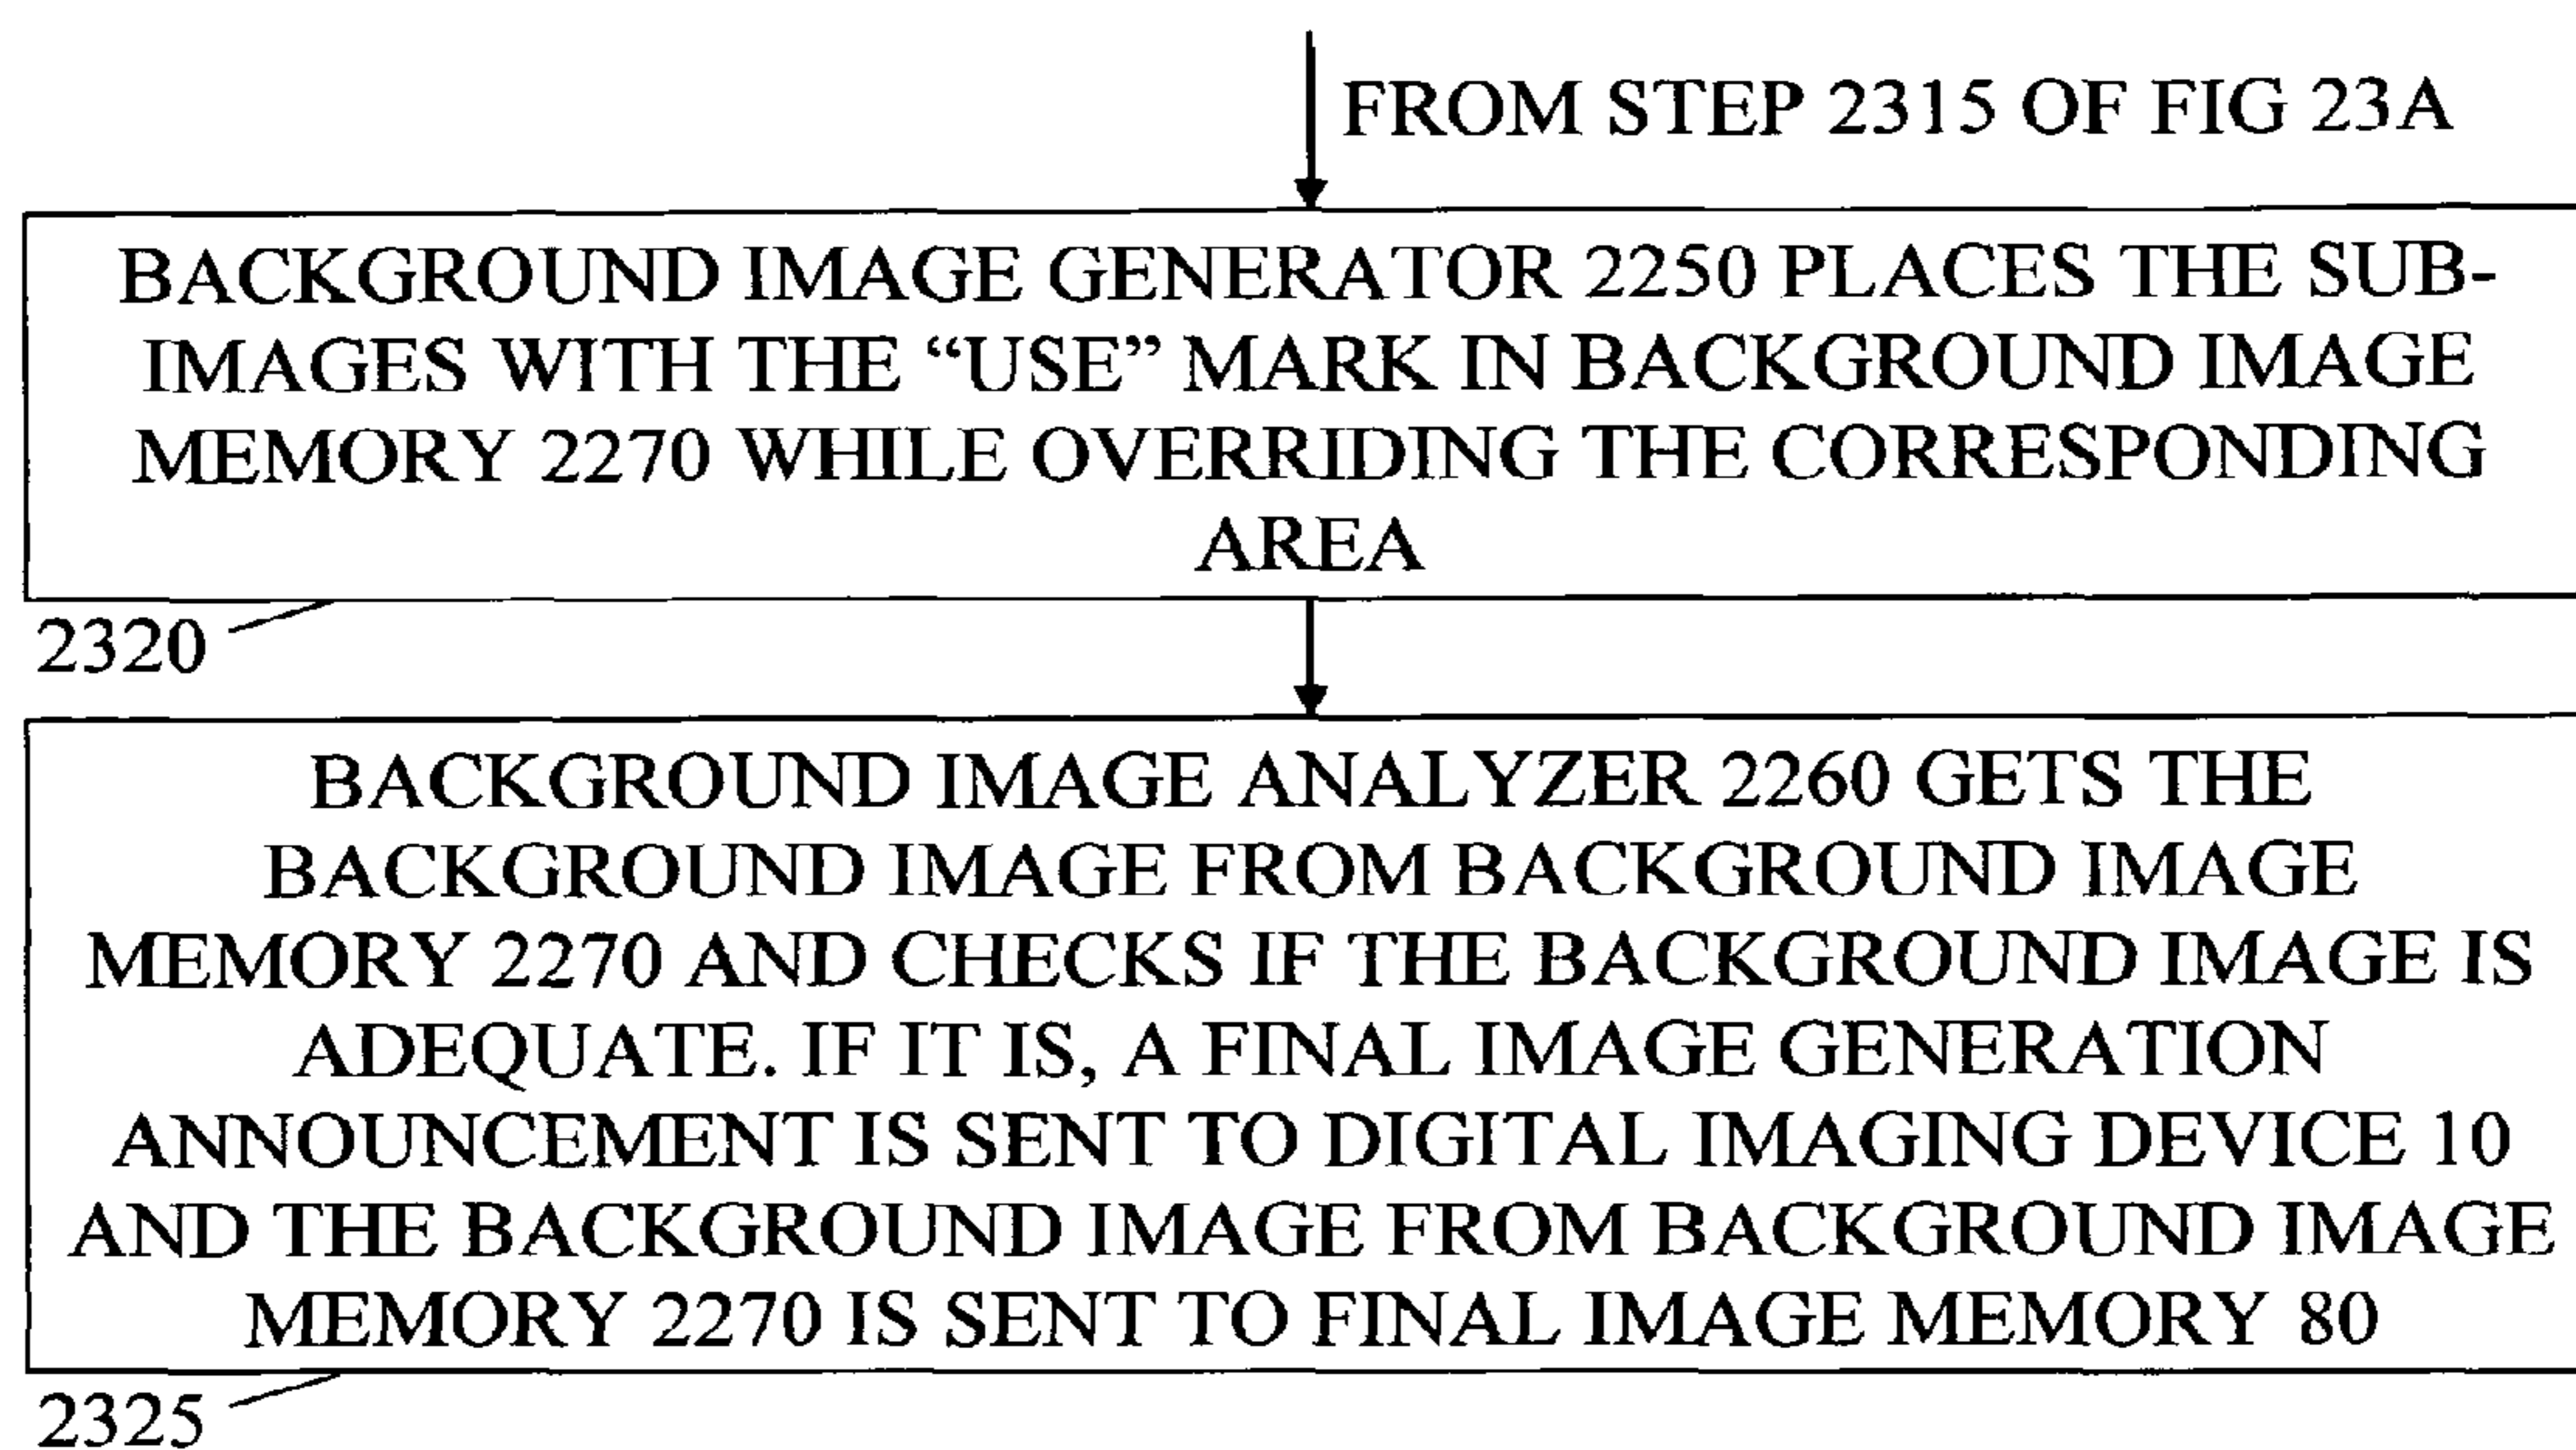 FROM STEP 2315 OF FIG 23A
BACKGROUND IMAGE GENERATOR 2250 PLACES THE SUB-
IMAGES WITH THE “USE” MARK IN BACKGROUND IMAGE
MEMORY 2270 WHILE OVERRIDING THE CORRESPONDING
AREA
2320
BACKGROUND IMAGE ANALYZER 2260 GETS THE
BACKGROUND IMAGE FROM BACKGROUND IMAGE
MEMORY 2270 AND CHECKS IF THE BACKGROUND IMAGE IS
ADEQUATE. IF IT IS, A FINAL IMAGE GENERATION
ANNOUNCEMENT IS SENT TO DIGITAL IMAGING DEVICE 10
AND THE BACKGROUND IMAGE FROM BACKGROUND IMAGE
MEMORY 2270 IS SENT TO FINAL IMAGE MEMORY 80
2325